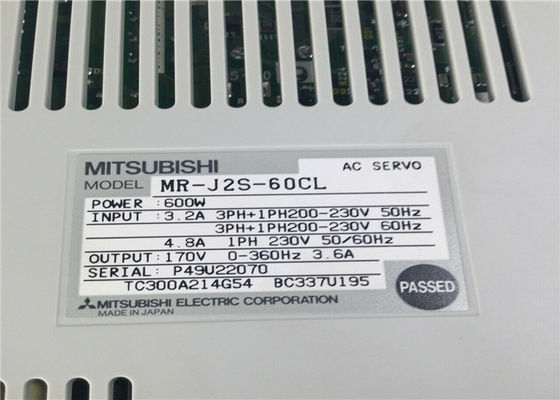 MITSUBISHI AC SERVO
MODEL MR-J2S-60CL
POWER : 600W
INPUT : 3.2A 3PH+1PH200-230V 50Hz
3PH+1PH200-230V 60Hz
4.8A 1PH 230V 50/60Hz
OUTPUT: 170V 0-360Hz 3.6A
SERIAL: P49U22070
TC300A214G54 BC337U195
MITSUBISHI ELECTRIC CORPORATION
MADE IN JAPAN
PASSED